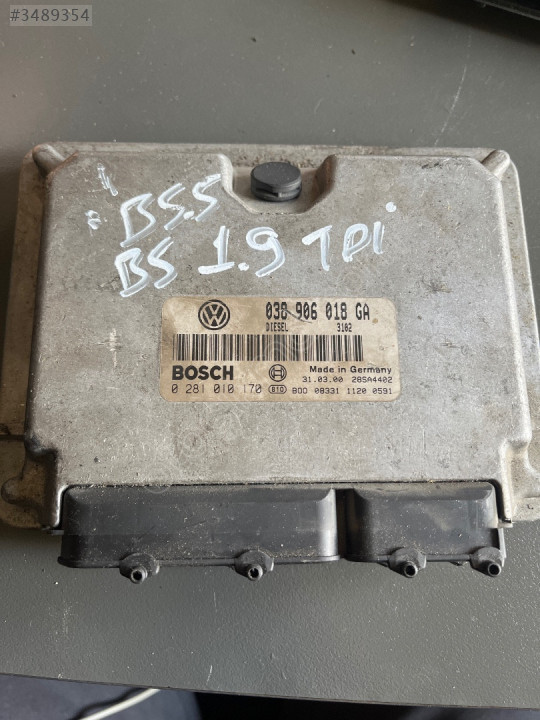 #3489354
B5.5
B5 1.9 TDI
038 906 018 GA
DIESEL 3102
BOSCH
Made in Germany
31.03.00 28SA4402
0 281 010 170 B00 08331 1120 0591